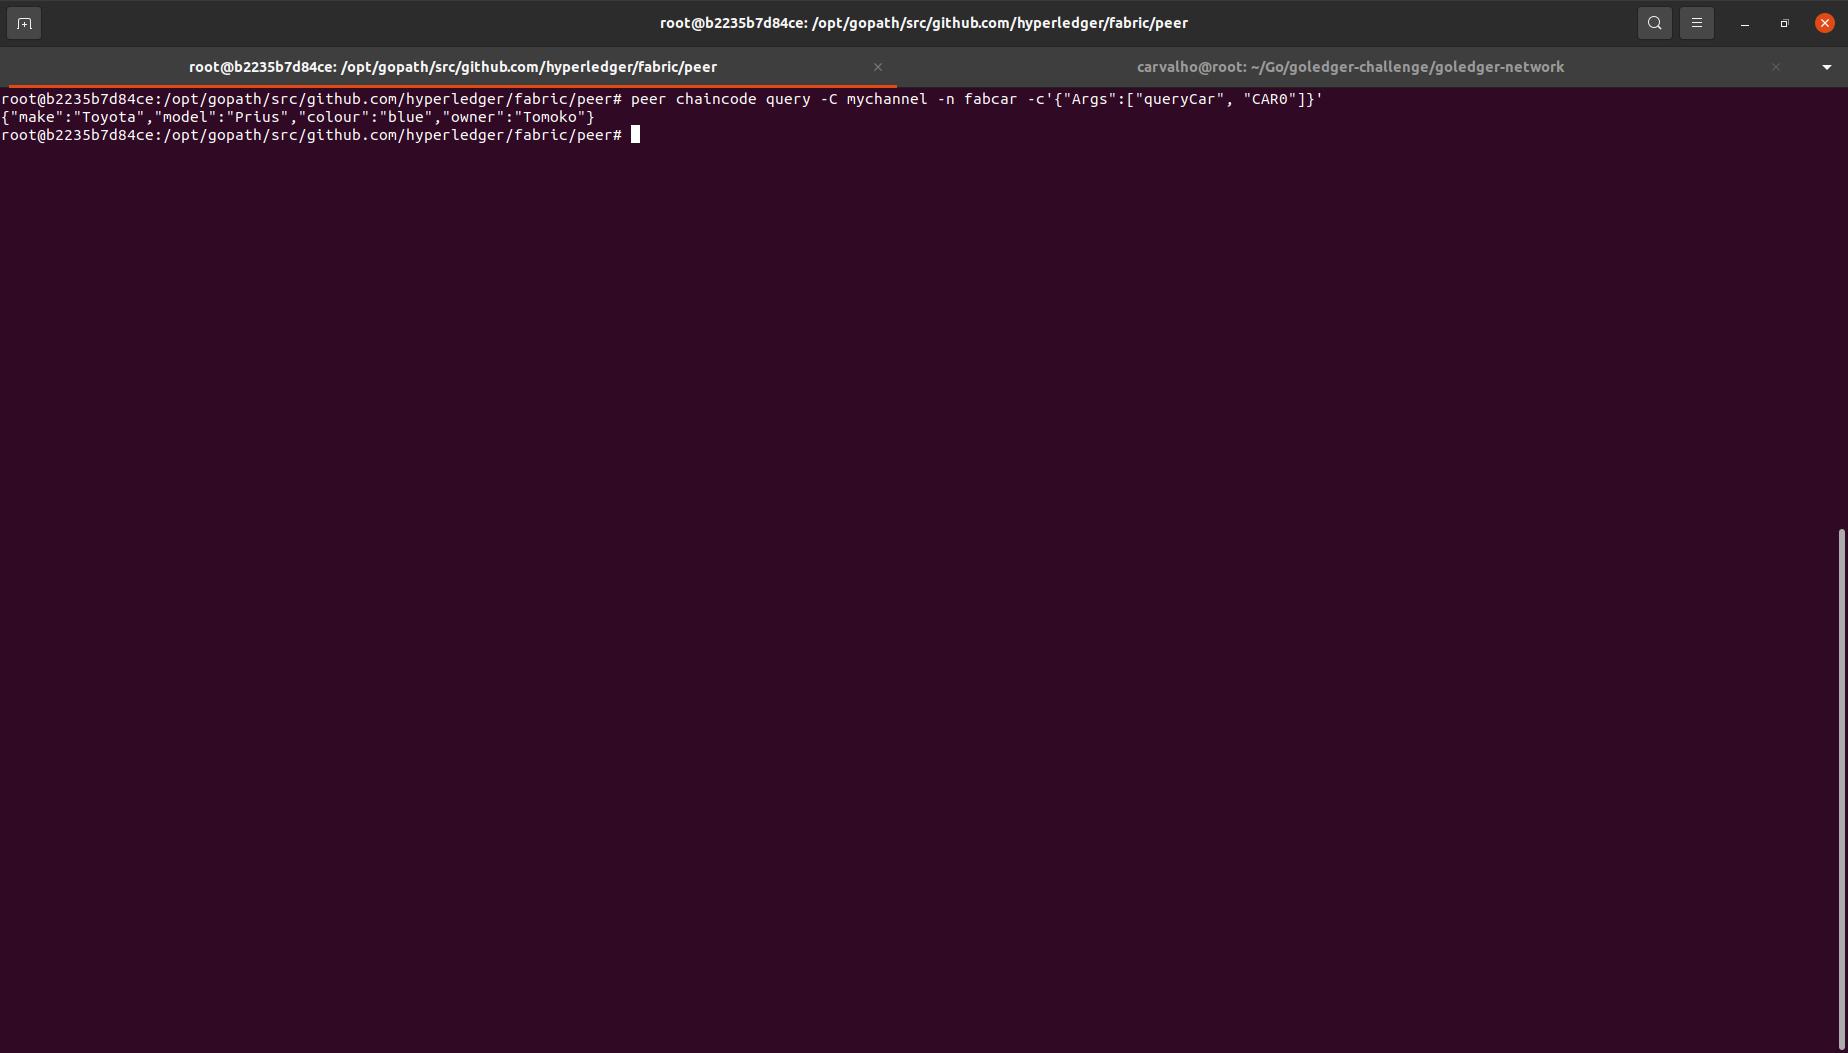 root@b2235b7d84ce: /opt/gopath/src/github.com/hyperledger/fabric/peer
root@b2235b7d84ce: /opt/gopath/src/github.com/hyperledger/fabric/peer
carvalho@root: ~/Go/goledger-challenge/goledger-network
root@b2235b7d84ce:/opt/gopath/src/github.com/hyperledger/fabric/peer# peer chaincode query -C mychannel -n fabcar -c'{"Args":["queryCar", "CAR0"]}'
{"make":"Toyota","model":"Prius","colour":"blue","owner":"Tomoko"}
root@b2235b7d84ce:/opt/gopath/src/github.com/hyperledger/fabric/peer#